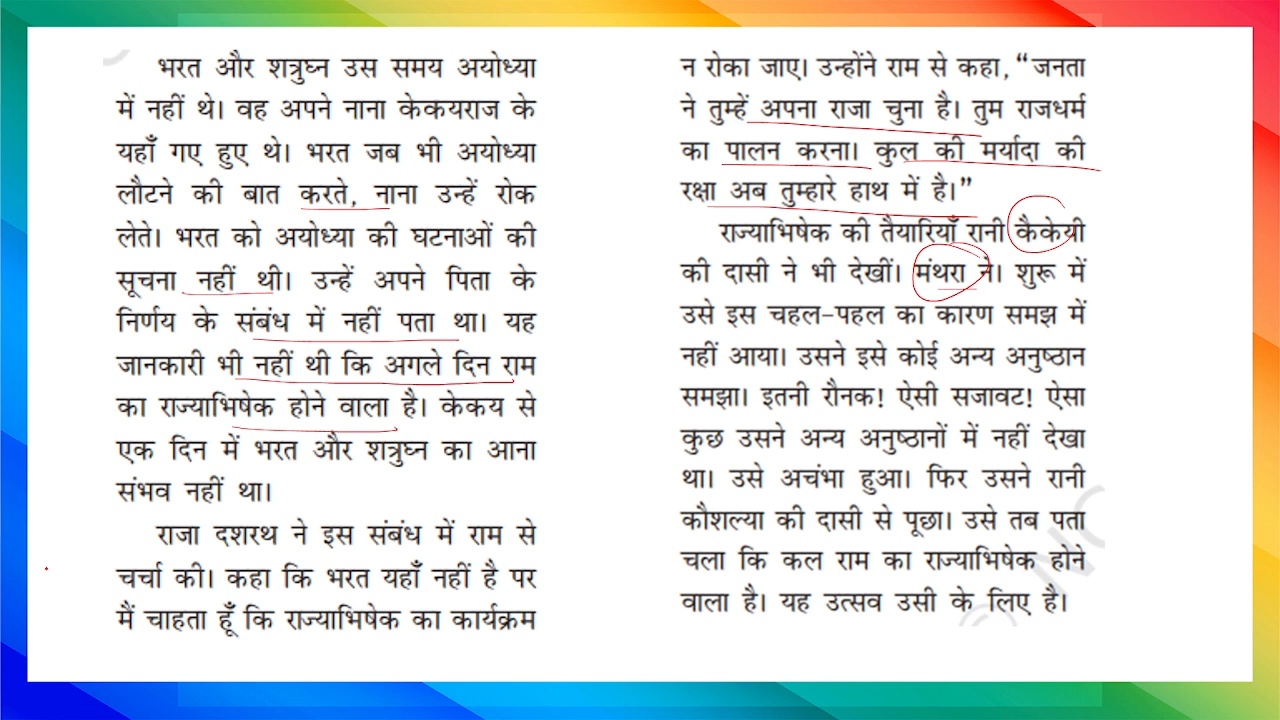 भरत और शत्रुघ्न उस समय अयोध्या
में नहीं थे। वह अपने नाना केकयराज के
यहाँ गए हुए थे। भरत जब भी अयोध्या
लौटने की बात करते, नाना उन्हें रोक
लेते। भरत को अयोध्या की घटनाओं की
सूचना नहीं थी। उन्हें अपने पिता के
निर्णय के संबंध में नहीं पता था। यह
जानकारी भी नहीं थी कि अगले दिन राम
का राज्याभिषेक होने वाला है। केकय से
एक दिन में भरत और शत्रुघ्न का आना
संभव नहीं था।
राजा दशरथ ने इस संबंध में राम से
चर्चा की। कहा कि भरत यहाँ नहीं है पर
मैं चाहता हूँ कि राज्याभिषेक का कार्यक्रम
न रोका जाए। उन्होंने राम से कहा, “जनता
ने तुम्हें अपना राजा चुना है। तुम राजधर्म
का पालन करना। कुल की मर्यादा की
रक्षा अब तुम्हारे हाथ में है।”
राज्याभिषेक की तैयारियाँ रानी कैकेयी
की दासी ने भी देखीं। मंथरा ने। शुरू में
उसे इस चहल-पहल का कारण समझ में
नहीं आया। उसने इसे कोई अन्य अनुष्ठान
समझा। इतनी रौनक! ऐसी सजावट! ऐसा
कुछ उसने अन्य अनुष्ठानों में नहीं देखा
था। उसे अचंभा हुआ। फिर उसने रानी
कौशल्या की दासी से पूछा। उसे तब पता
चला कि कल राम का राज्याभिषेक होने
वाला है। यह उत्सव उसी के लिए है।